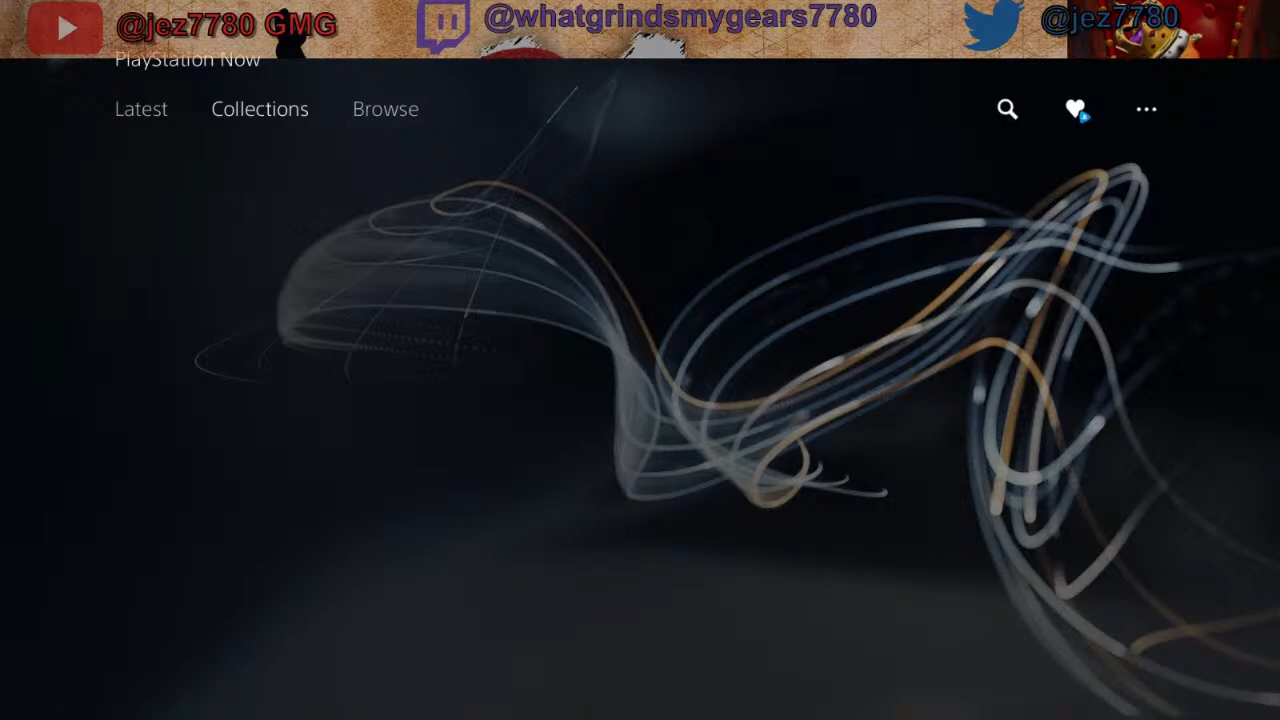 @jez7780 GMG
@whatgrindsmygears7780
@jez7780
PlayStation Now
Latest
Collections
Browse